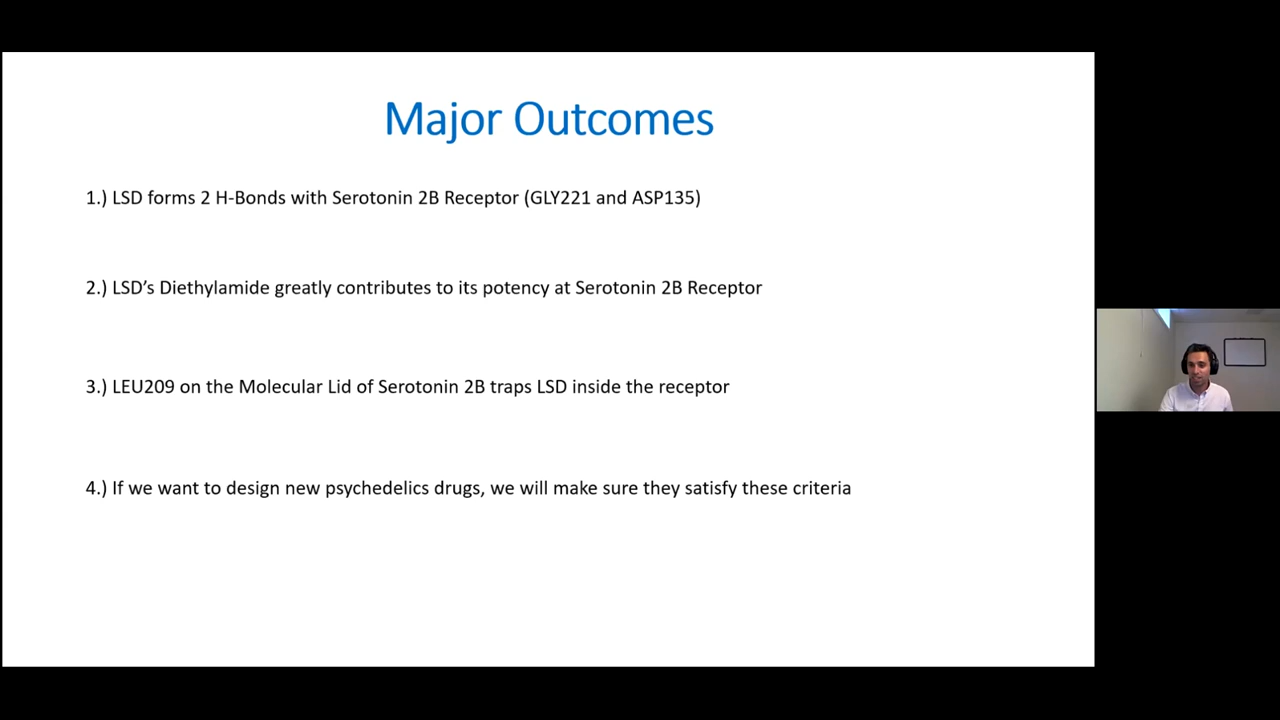 Major Outcomes
1.) LSD forms 2 H-Bonds with Serotonin 2B Receptor (GLY221 and ASP135)
2.) LSD’s Diethylamide greatly contributes to its potency at Serotonin 2B Receptor
3.) LEU209 on the Molecular Lid of Serotonin 2B traps LSD inside the receptor
4.) If we want to design new psychedelics drugs, we will make sure they satisfy these criteria